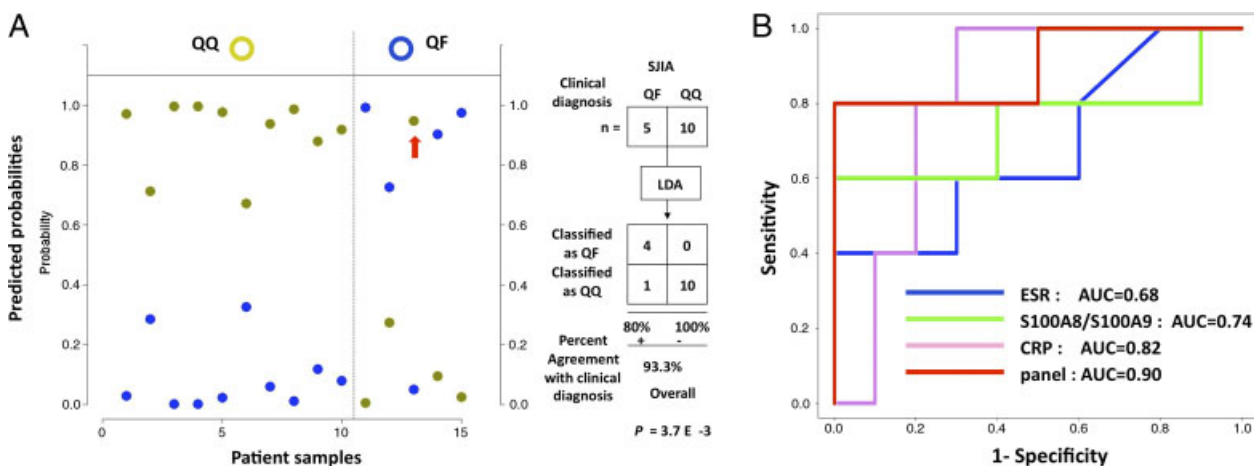 A
QQ
QF
1.0
0.8
0.6
0.4
0.2
0.0
Predicted probabilities
Probability
1.0
0.8
0.6
0.4
0.2
0.0
0
5
10
15
Patient samples
SJIA
Clinical
diagnosis
QF QQ
n = 5 10
LDA
Classified
as QF
4 0
Classified
as QQ
1 10
80% 100%
+ -
Percent
Agreement
with clinical
diagnosis
93.3%
Overall
P = 3.7 E -3
B
1.0
0.8
0.6
0.4
0.2
0.0
Sensitivity
ESR : AUC=0.68
S100A8/S100A9 : AUC=0.74
CRP : AUC=0.82
panel : AUC=0.90
0.0 0.2 0.4 0.6 0.8 1.0
1- Specificity